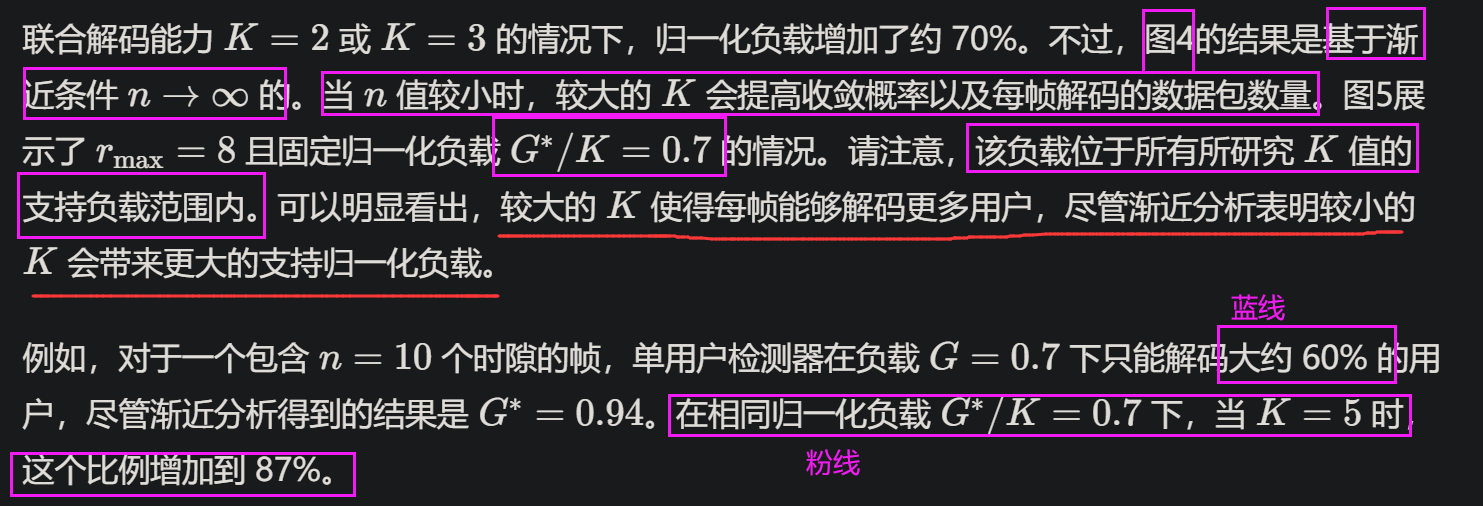 联合解码能力 K = 2 或 K = 3 的情况下，归一化负载增加了约 70%。不过，图4的结果是基于渐
近条件 n → ∞ 的。当 n 值较小时，较大的 K 会提高收敛概率以及每帧解码的数据包数量。图5展
示了 r_max = 8 且固定归一化负载 G*/K = 0.7 的情况。请注意，该负载位于所有所研究 K 值的
支持负载范围内。可以明显看出，较大的 K 使得每帧能够解码更多用户，尽管渐近分析表明较小的
K 会带来更大的支持归一化负载。
蓝线
例如，对于一个包含 n = 10 个时隙的帧，单用户检测器在负载 G = 0.7 下只能解码大约 60% 的用
户，尽管渐近分析得到的结果是 G* = 0.94。在相同归一化负载 G*/K = 0.7 下，当 K = 5 时，
这个比例增加到 87%。
粉线